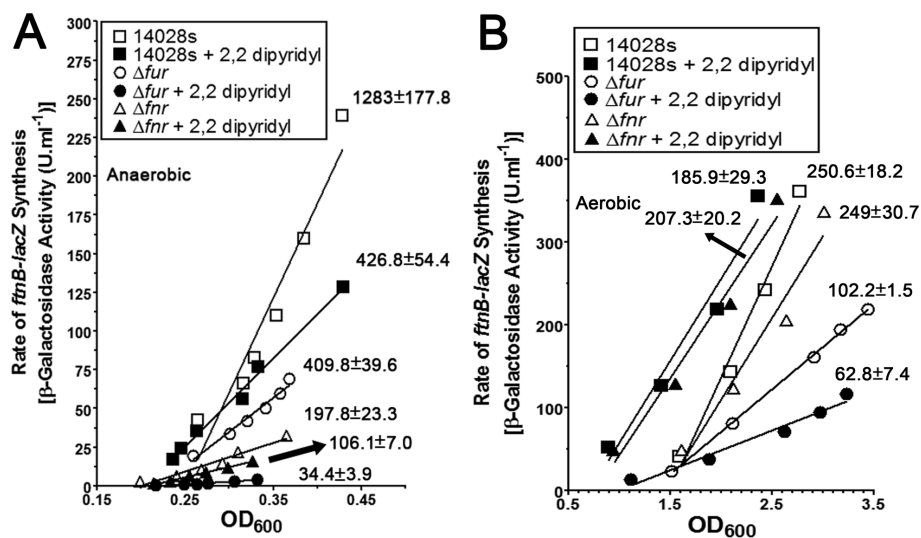 A
14028s
14028s + 2,2 dipyridyl
Δfur
Δfur + 2,2 dipyridyl
Δfnr
Δfnr + 2,2 dipyridyl
Anaerobic
Rate of ftnB-lacZ Synthesis
[β-Galactosidase Activity (U.ml⁻¹)]
300
275
250
225
200
175
150
125
100
75
50
25
0
1283±177.8
426.8±54.4
409.8±39.6
197.8±23.3
106.1±7.0
34.4±3.9
0.15
0.25
0.35
0.45
OD₆₀₀
B
14028s
14028s + 2,2 dipyridyl
Δfur
Δfur + 2,2 dipyridyl
Δfnr
Δfnr + 2,2 dipyridyl
Aerobic
Rate of ftnB-lacZ Synthesis
[β-Galactosidase Activity (U.ml⁻¹)]
500
400
300
200
100
0
185.9±29.3
250.6±18.2
207.3±20.2
249±30.7
102.2±1.5
62.8±7.4
0.5
1.5
2.5
3.5
OD₆₀₀